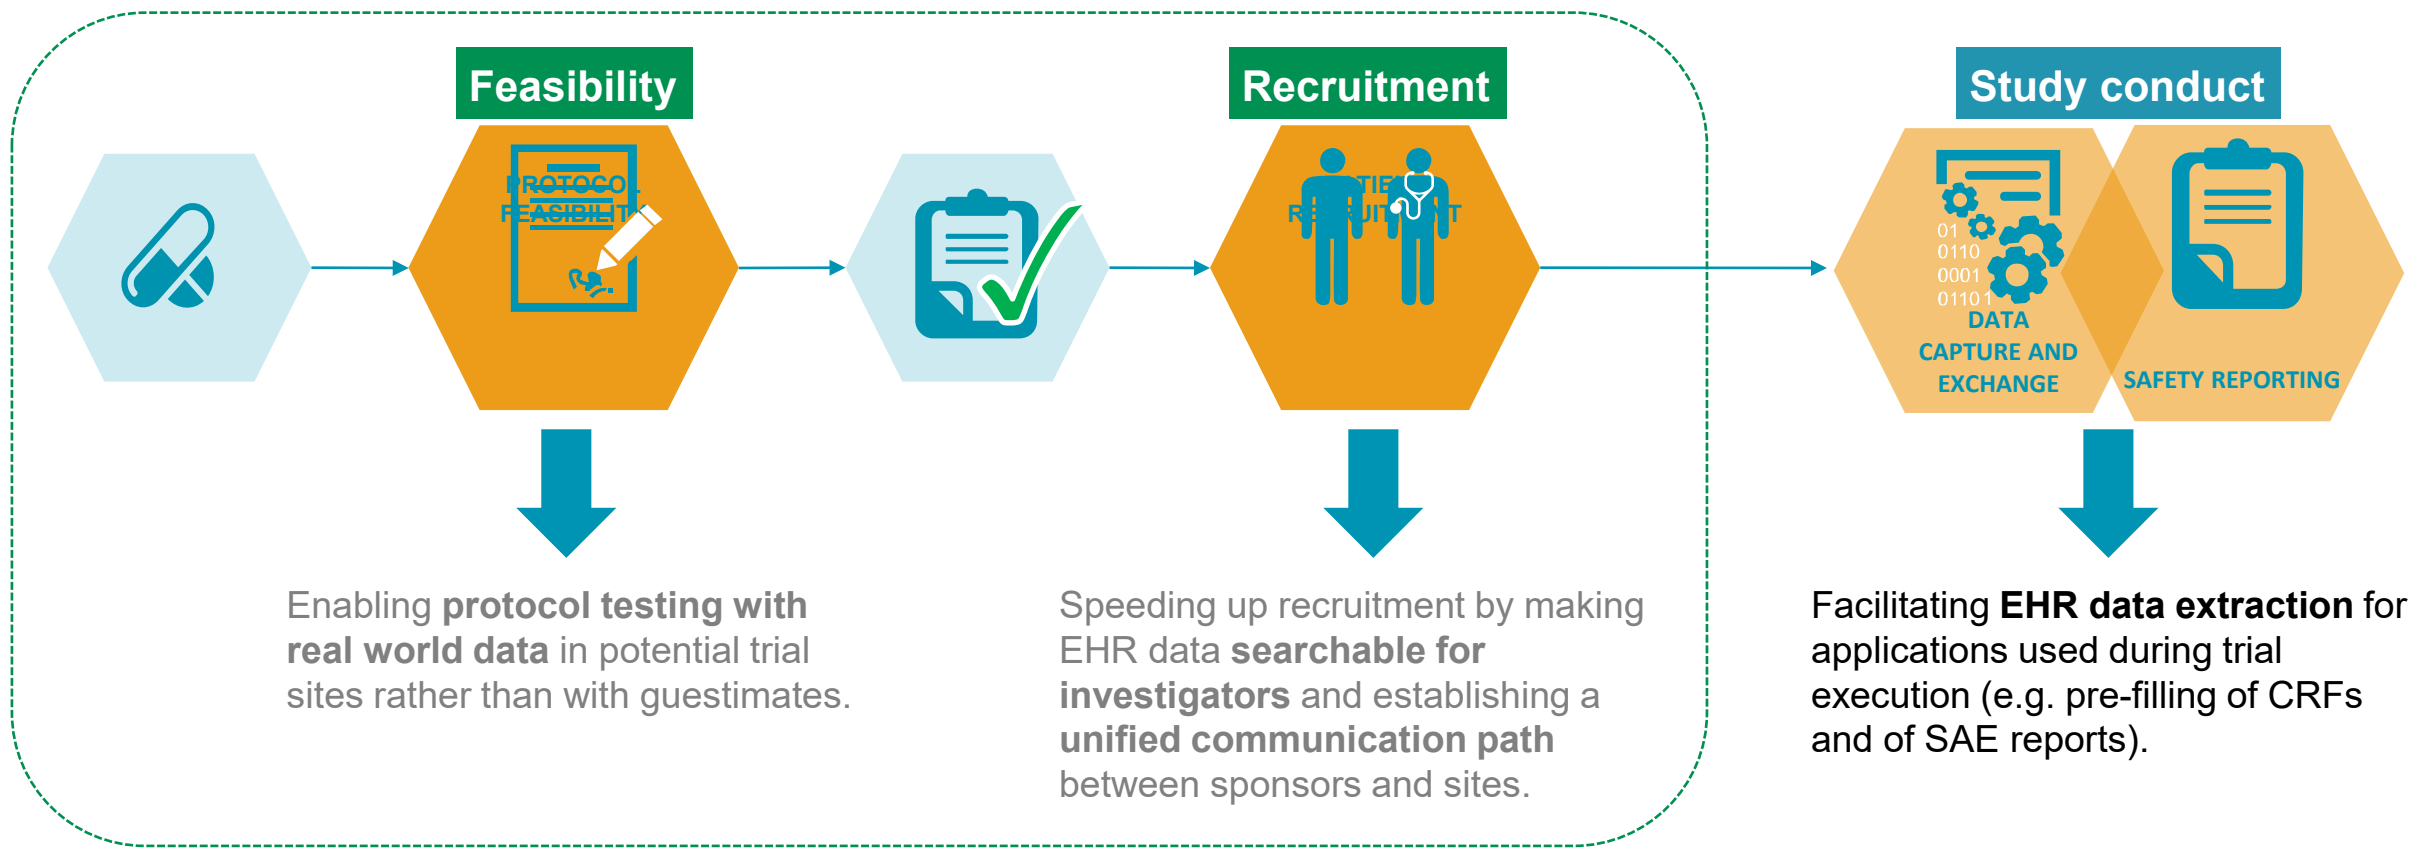 Feasibility
Recruitment
Study conduct
PROTOCOL
FEASIBILITY
RECRUITMENT
01
0110
0001
01101
DATA
CAPTURE AND
EXCHANGE
SAFETY REPORTING
Enabling protocol testing with
real world data in potential trial
sites rather than with guestimates.
Speeding up recruitment by making
EHR data searchable for
investigators and establishing a
unified communication path
between sponsors and sites.
Facilitating EHR data extraction for
applications used during trial
execution (e.g. pre-filling of CRFs
and of SAE reports).